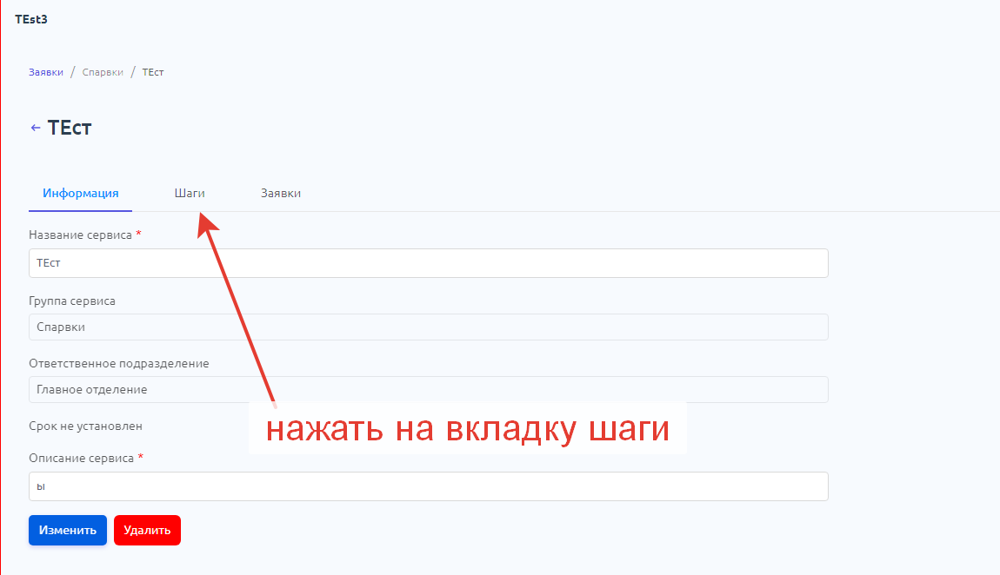 TEst3
Заявки / Спарвки / ТЕст
← ТЕст
Информация Шаги Заявки
Название сервиса *
ТЕст
Группа сервиса
Спарвки
Ответственное подразделение
Главное отделение
нажать на вкладку шаги
Срок не установлен
Описание сервиса *
ы
Изменить Удалить